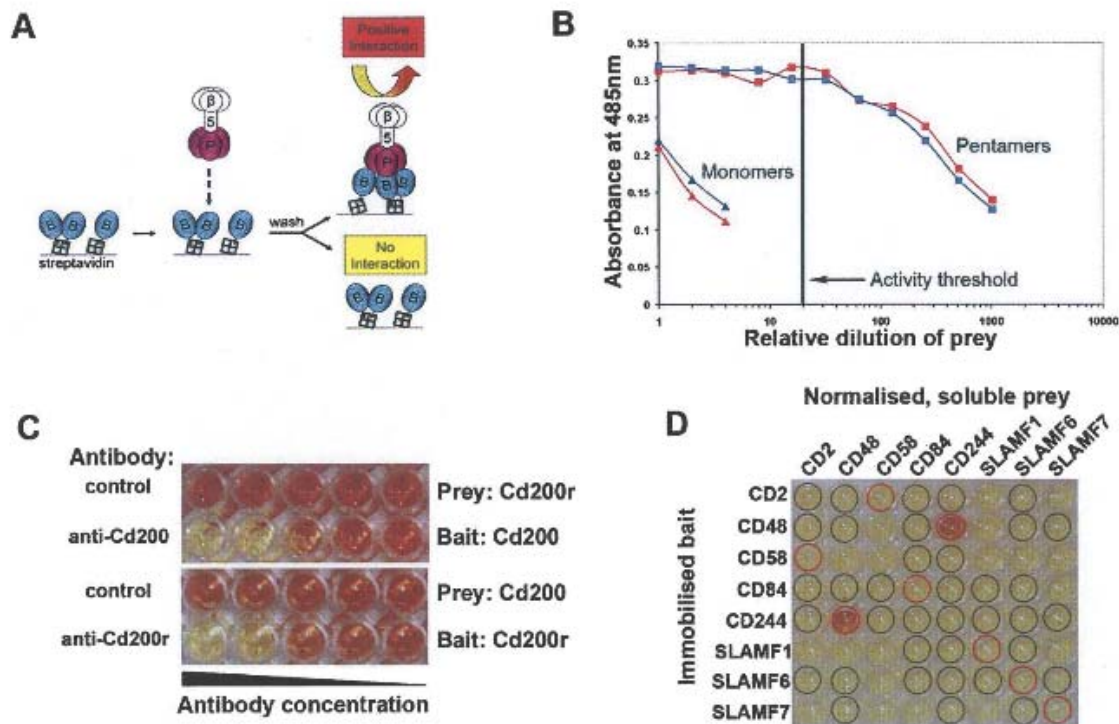 A
Positive
Interaction
β
5
P
β
5
P
B B B
B B B
B B B
wash
streptavidin
No
Interaction
B B B
B
Absorbance at 485nm
0.35
0.3
0.25
0.2
0.15
0.1
0.05
0
Monomers
Pentamers
Activity threshold
1
10
100
1000
10000
Relative dilution of prey
C
Antibody:
control
Prey: Cd200r
anti-Cd200
Bait: Cd200
control
Prey: Cd200
anti-Cd200r
Bait: Cd200r
Antibody concentration
D
Normalised, soluble prey
CD2
CD48
CD58
CD84
CD244
SLAMF1
SLAMF6
SLAMF7
Immobilised bait
CD2
CD48
CD58
CD84
CD244
SLAMF1
SLAMF6
SLAMF7